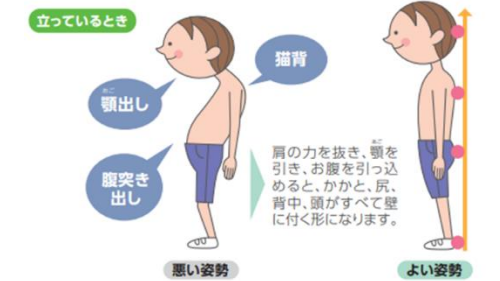 立っているとき
猫背
あご
顎出し
腹突き
出し
肩の力を抜き、顎を
あご
引き、お腹を引っ込
めると、かかと、尻、
背中、頭がすべて壁
に付く形になります。
悪い姿勢
よい姿勢